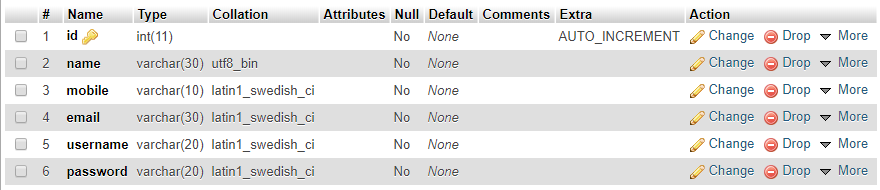 # Name Type Collation Attributes Null Default Comments Extra Action
1 id int(11) No None AUTO_INCREMENT Change Drop More
2 name varchar(30) utf8_bin No None Change Drop More
3 mobile varchar(10) latin1_swedish_ci No None Change Drop More
4 email varchar(30) latin1_swedish_ci No None Change Drop More
5 username varchar(20) latin1_swedish_ci No None Change Drop More
6 password varchar(20) latin1_swedish_ci No None Change Drop More